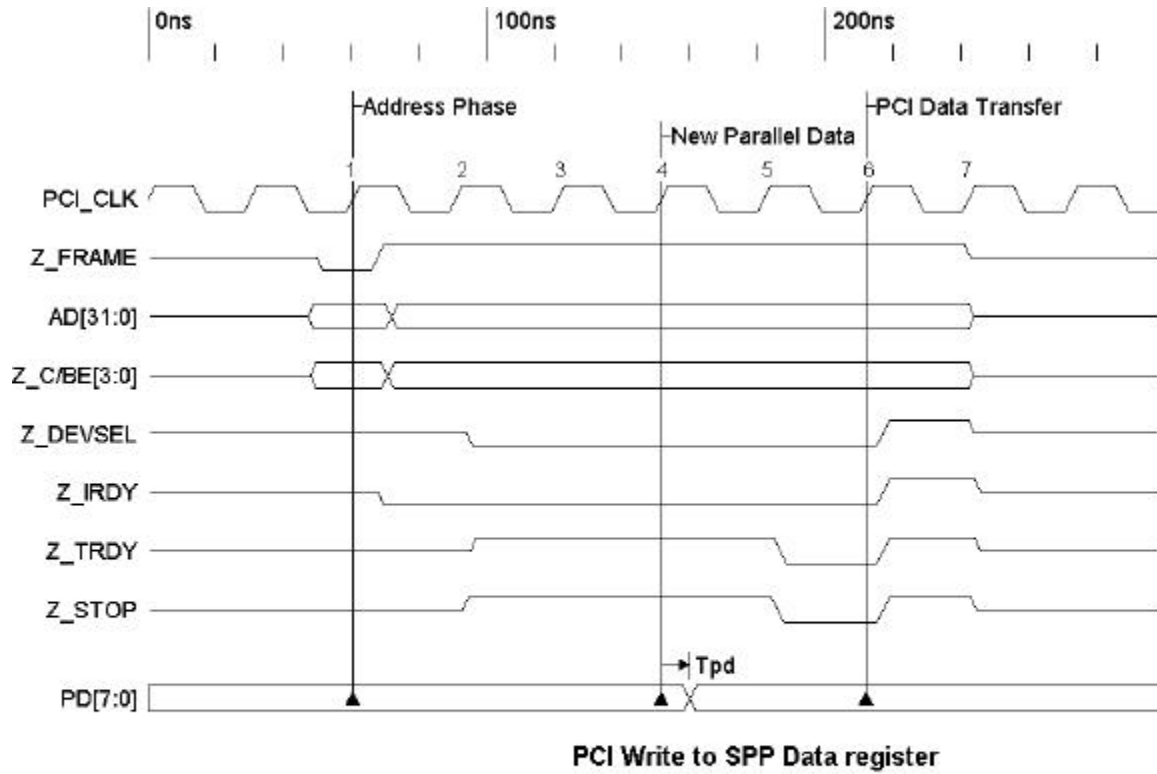 0ns 100ns 200ns
Address Phase PCI Data Transfer
New Parallel Data
1 2 3 4 5 6 7
PCI_CLK
Z_FRAME
AD[31:0]
Z_C/BE[3:0]
Z_DEVSEL
Z_IRDY
Z_TRDY
Z_STOP
Tpd
PD[7:0]
PCI Write to SPP Data register